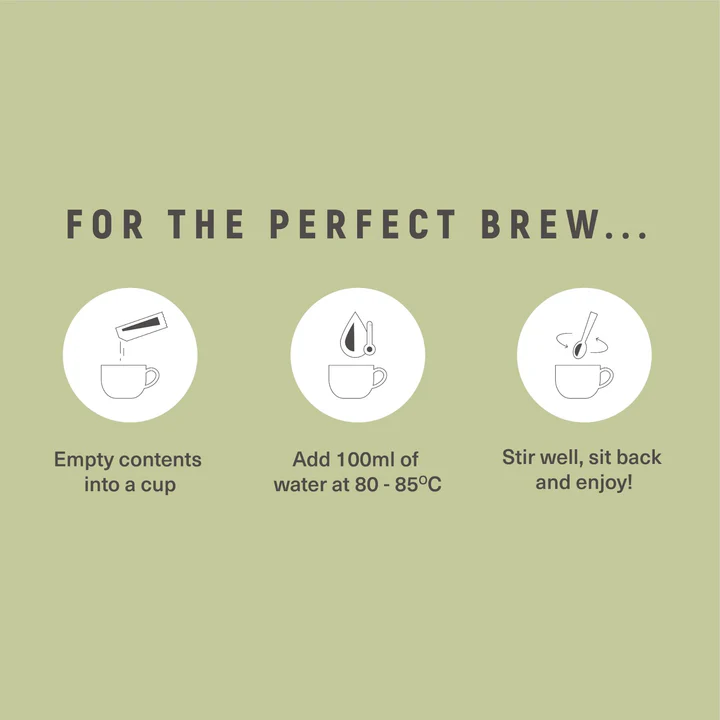 FOR THE PERFECT BREW...
Empty contents
into a cup
Add 100ml of
water at 80 - 85ºC
Stir well, sit back
and enjoy!